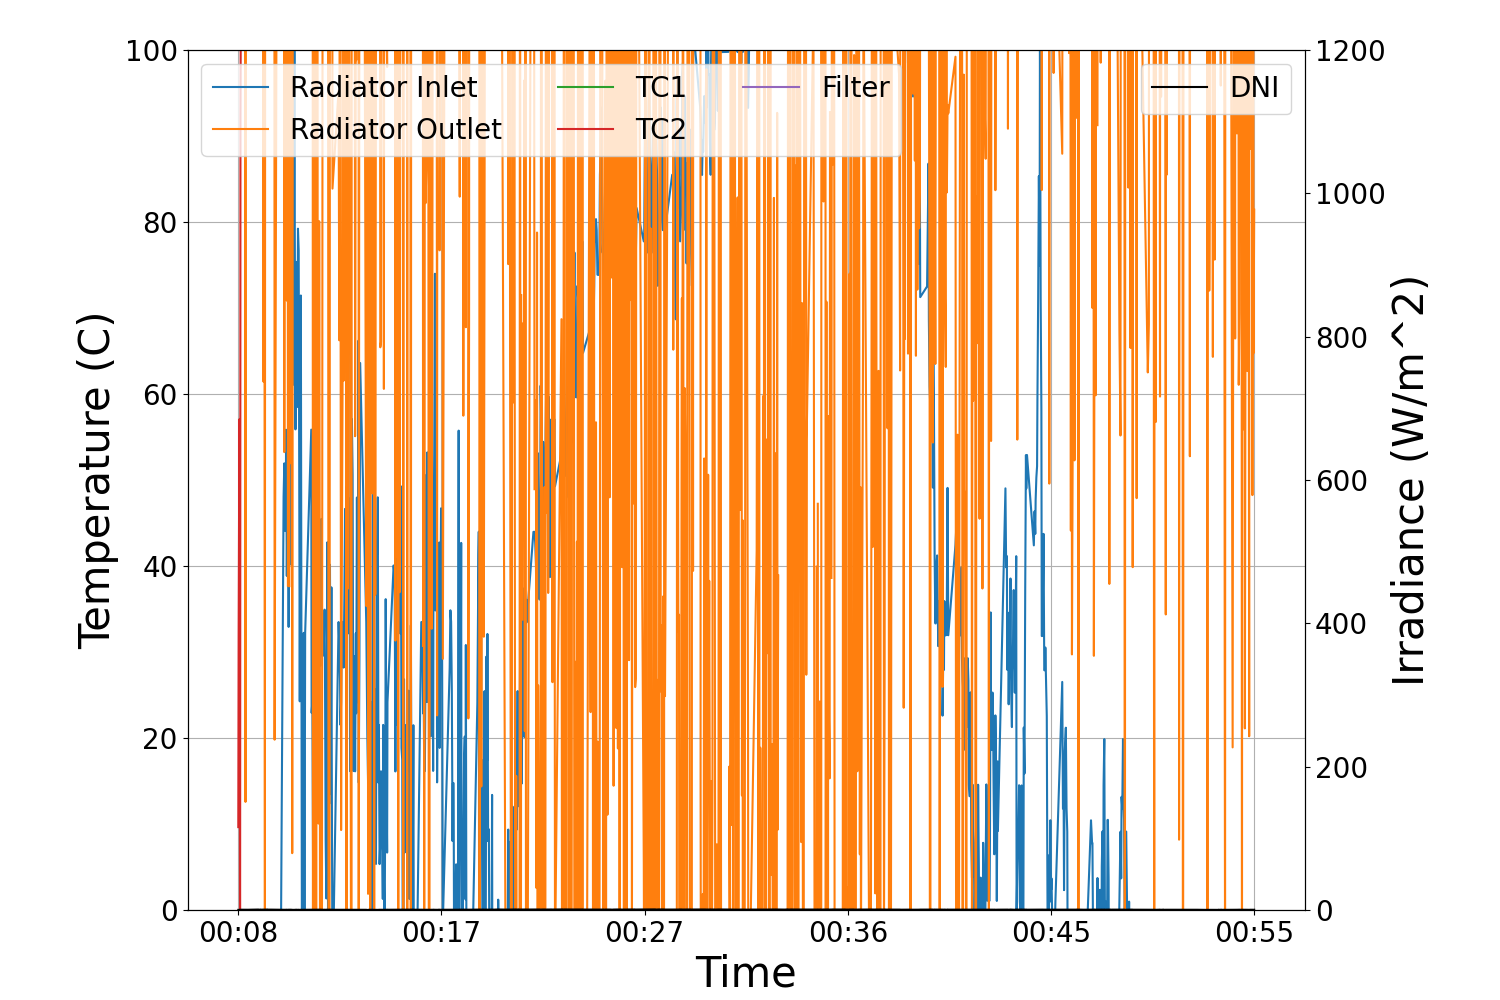 Radiator Inlet
Radiator Outlet
TC1
TC2
Filter
DNI
100
80
60
40
20
0
Temperature (C)
1200
1000
800
600
400
200
0
Irradiance (W/m^2)
00:08 00:17 00:27 00:36 00:45 00:55
Time